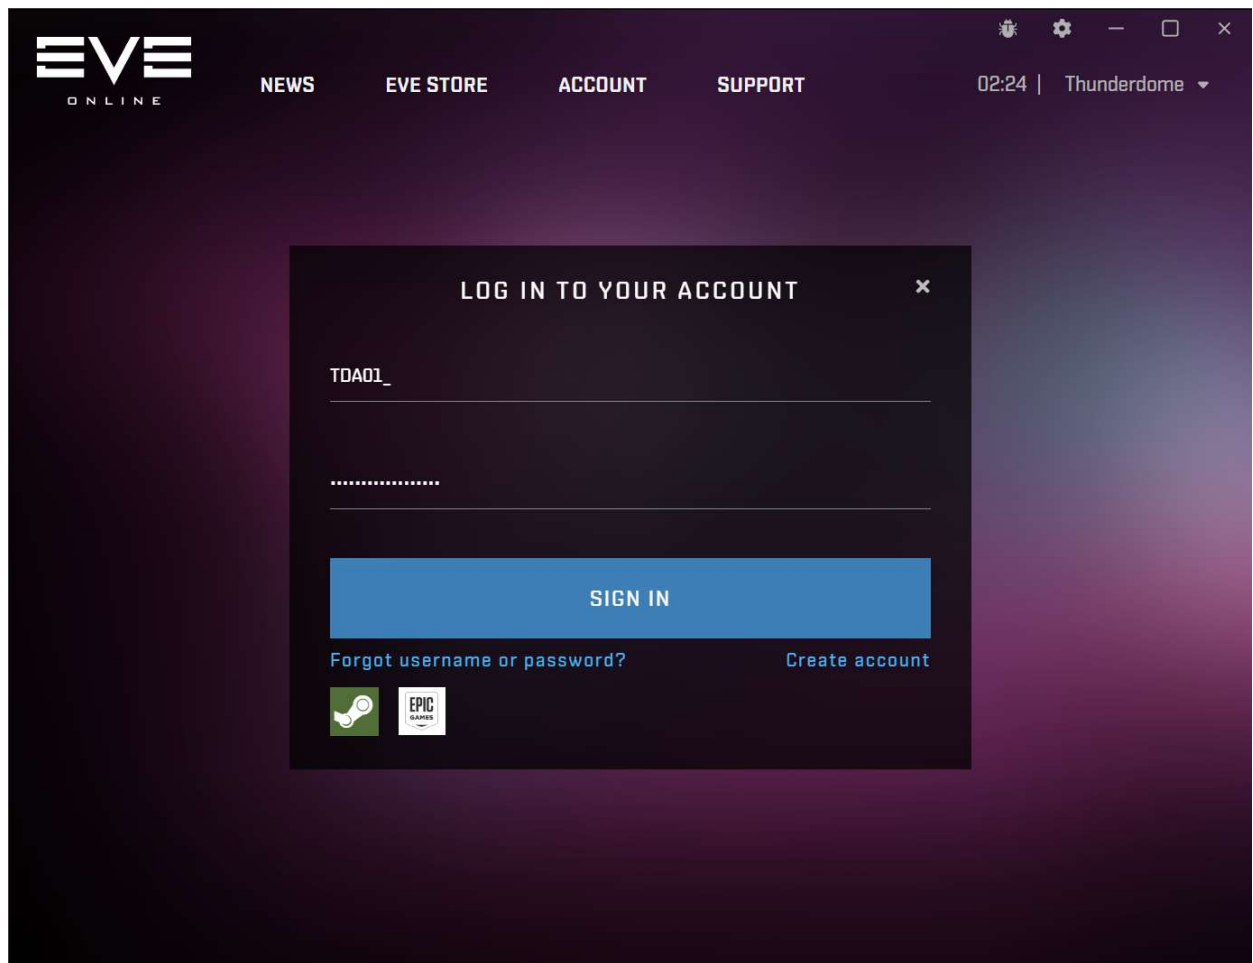 EVE
ONLINE
NEWS EVE STORE ACCOUNT SUPPORT 02:24 | Thunderdome
LOG IN TO YOUR ACCOUNT
TDA01_
••••••••••••••••••
SIGN IN
Forgot username or password? Create account
EPIC
GAMES